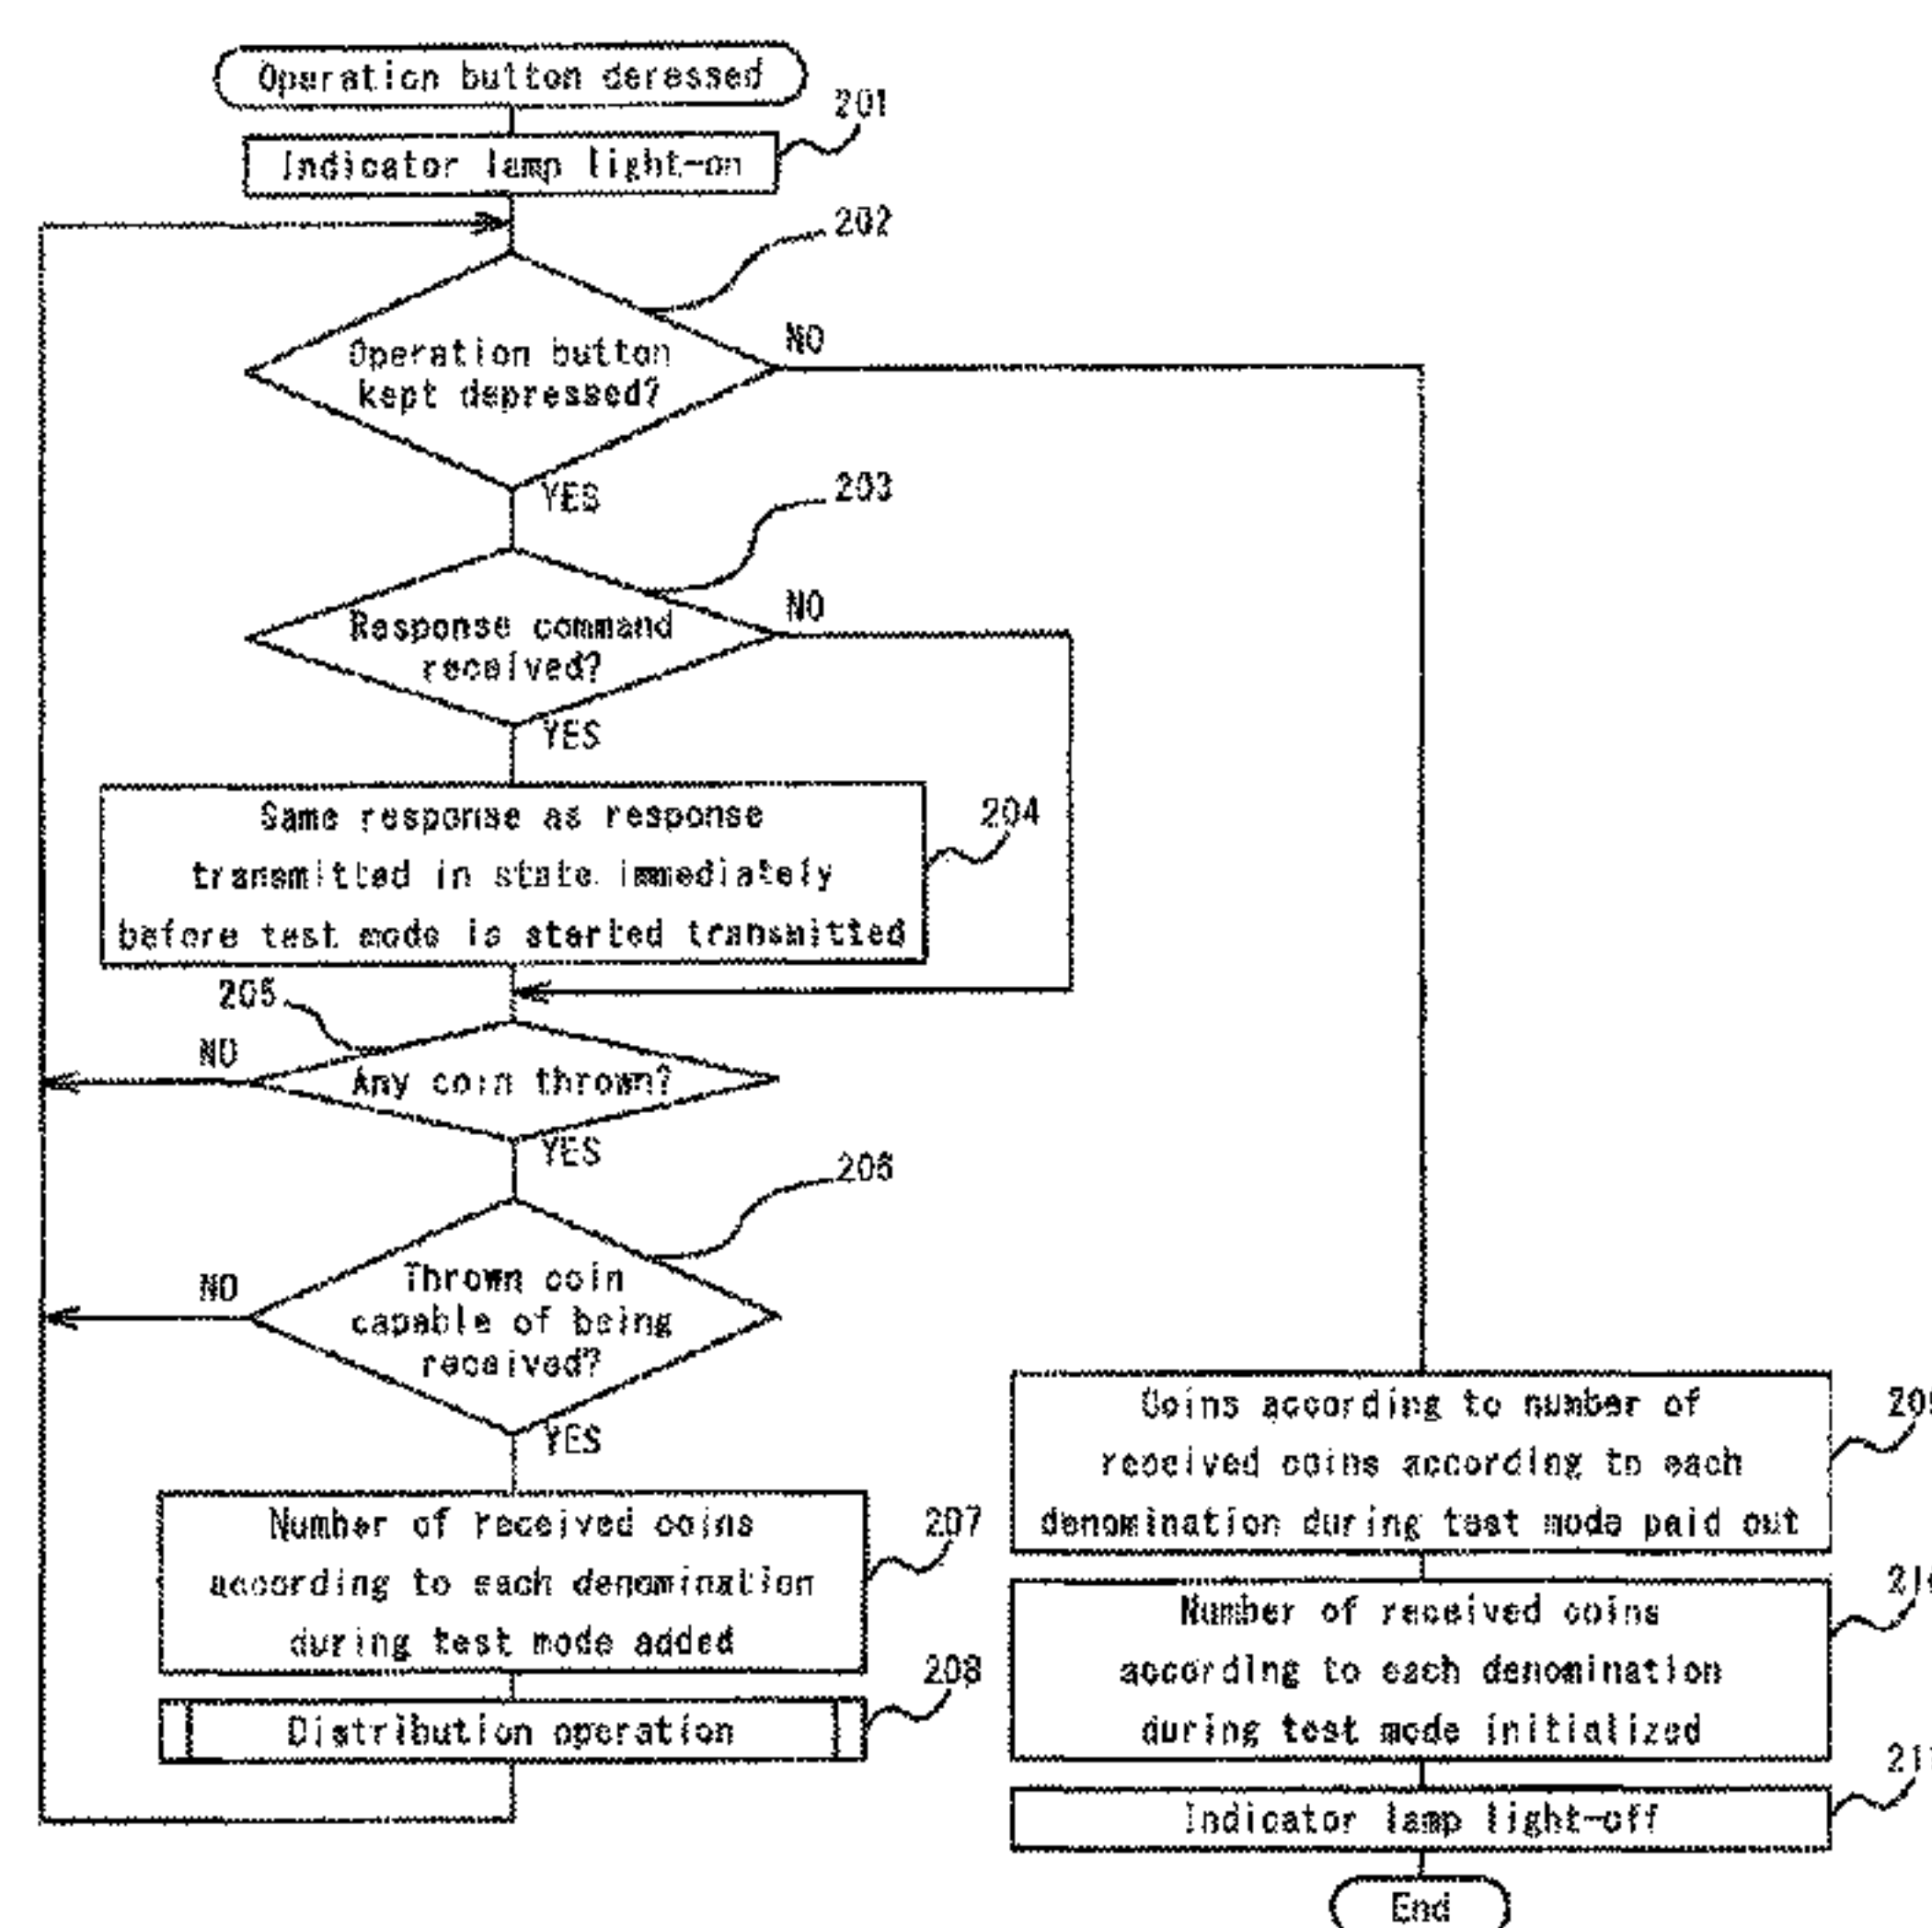 Operation button deressed
201
Indicator lamp light-on
202
Operation button
kept depressed?
NO
YES
203
Response command
received?
NO
YES
204
Same response as response
transmitted in state immediately
before test mode is started transmitted
205
NO
Any coin thrown?
YES
206
NO
Thrown coin
capable of being
received?
YES
207
Number of received coins
according to each denomination
during test mode added
208
Distribution operation
Coins according to number of
received coins according to each
denomination during test mode paid out
Number of received coins
according to each denomination
during test mode initialized
Indicator lamp light-off
End